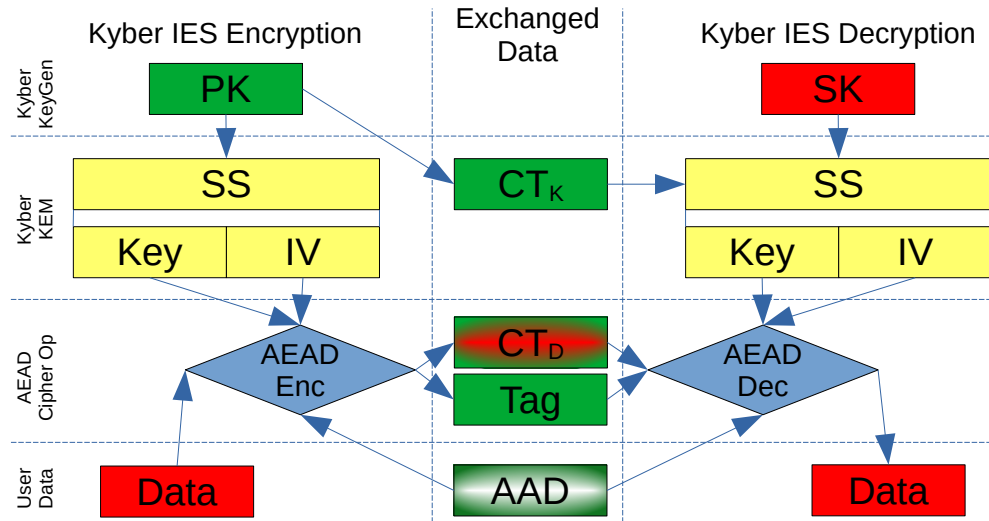 Kyber IES Encryption
Exchanged
Data
Kyber IES Decryption
Kyber
KeyGen
PK
SK
Kyber
KEM
SS
CTK
SS
Key IV
Key IV
AEAD
Cipher Op
AEAD
Enc
CTD
Tag
AEAD
Dec
User
Data
Data
AAD
Data